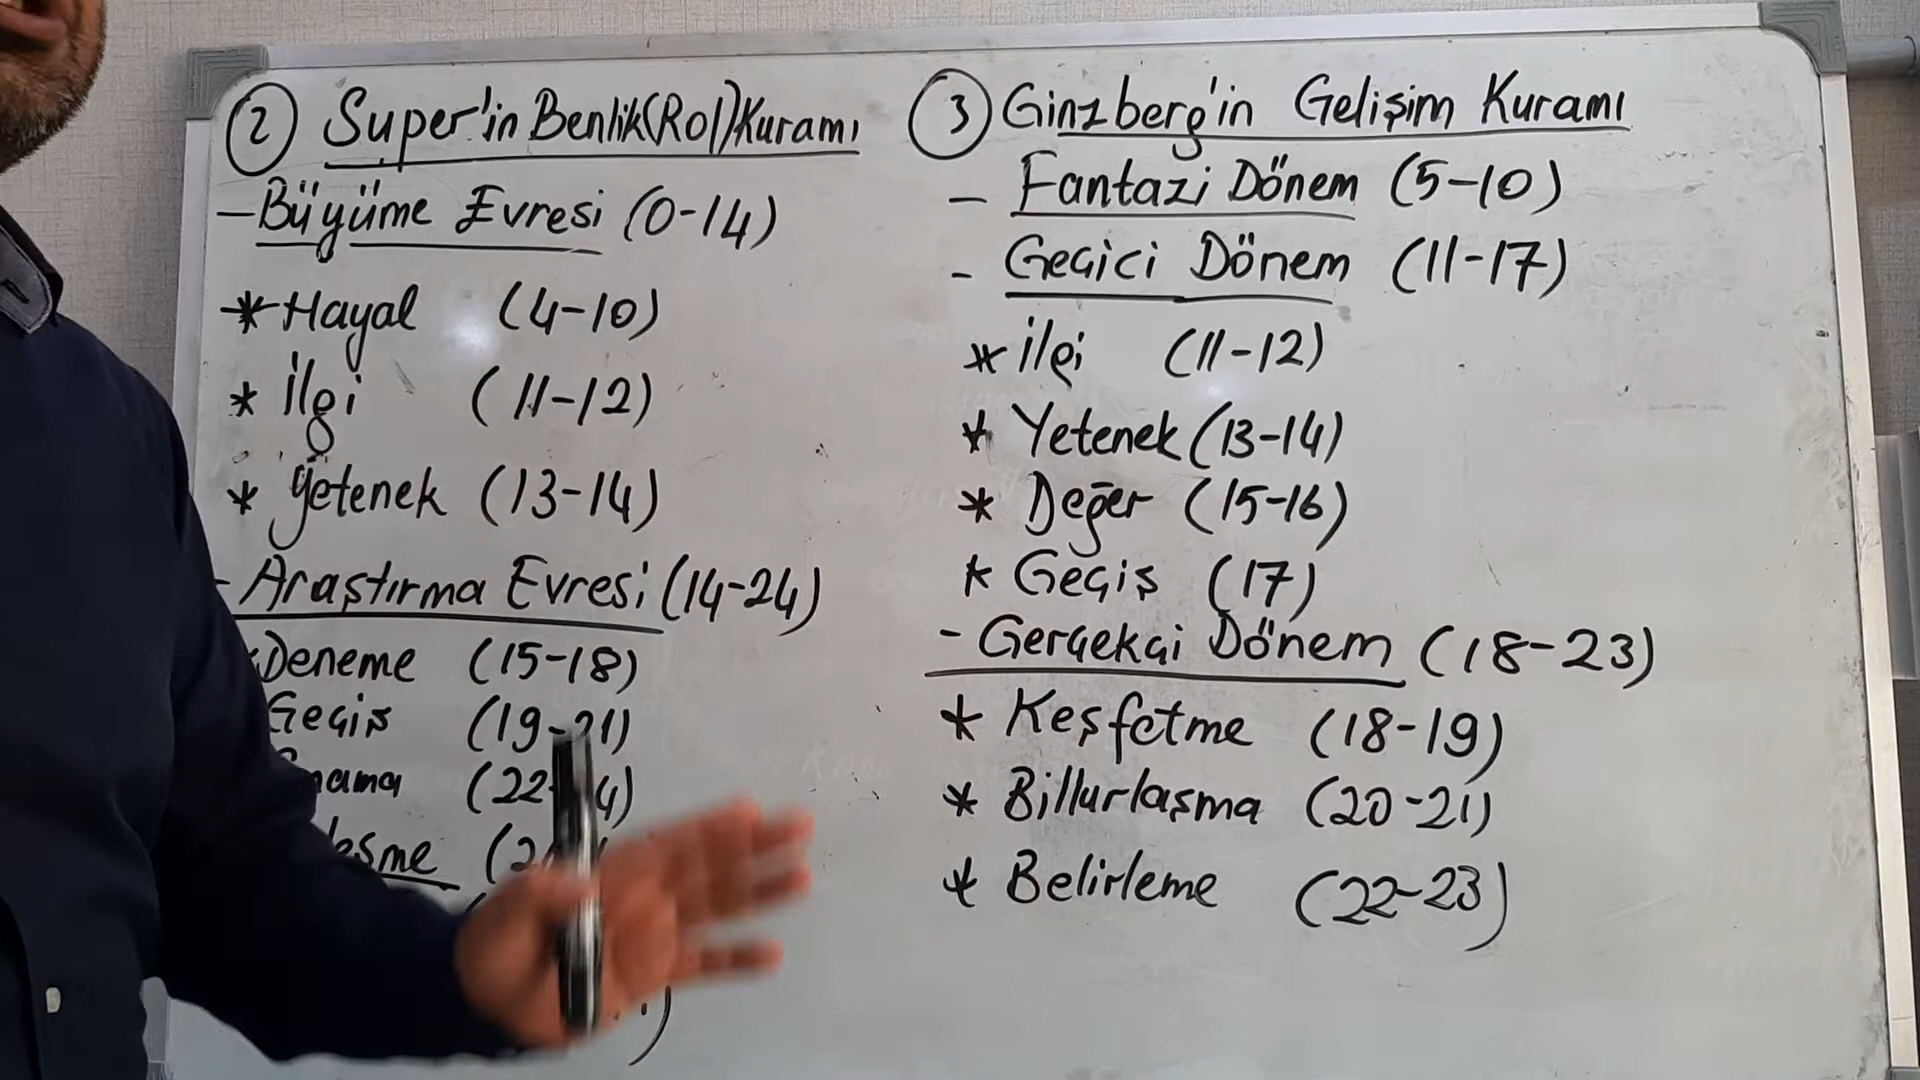 2 Super'in Benlik(Rol)Kuramı
- Büyüme Evresi (0-14)
* Hayal (4-10)
* İlgi (11-12)
* Yetenek (13-14)
- Araştırma Evresi (14-24)
Deneme (15-18)
Geçiş (19-21)
(22-
3 Ginzberg'in Gelişim Kuramı
- Fantazi Dönem (5-10)
- Geçici Dönem (11-17)
* İlgi (11-12)
* Yetenek (13-14)
* Değer (15-16)
* Geçiş (17)
- Gerçekçi Dönem (18-23)
* Keşfetme (18-19)
* Billurlaşma (20-21)
* Belirleme (22-23)